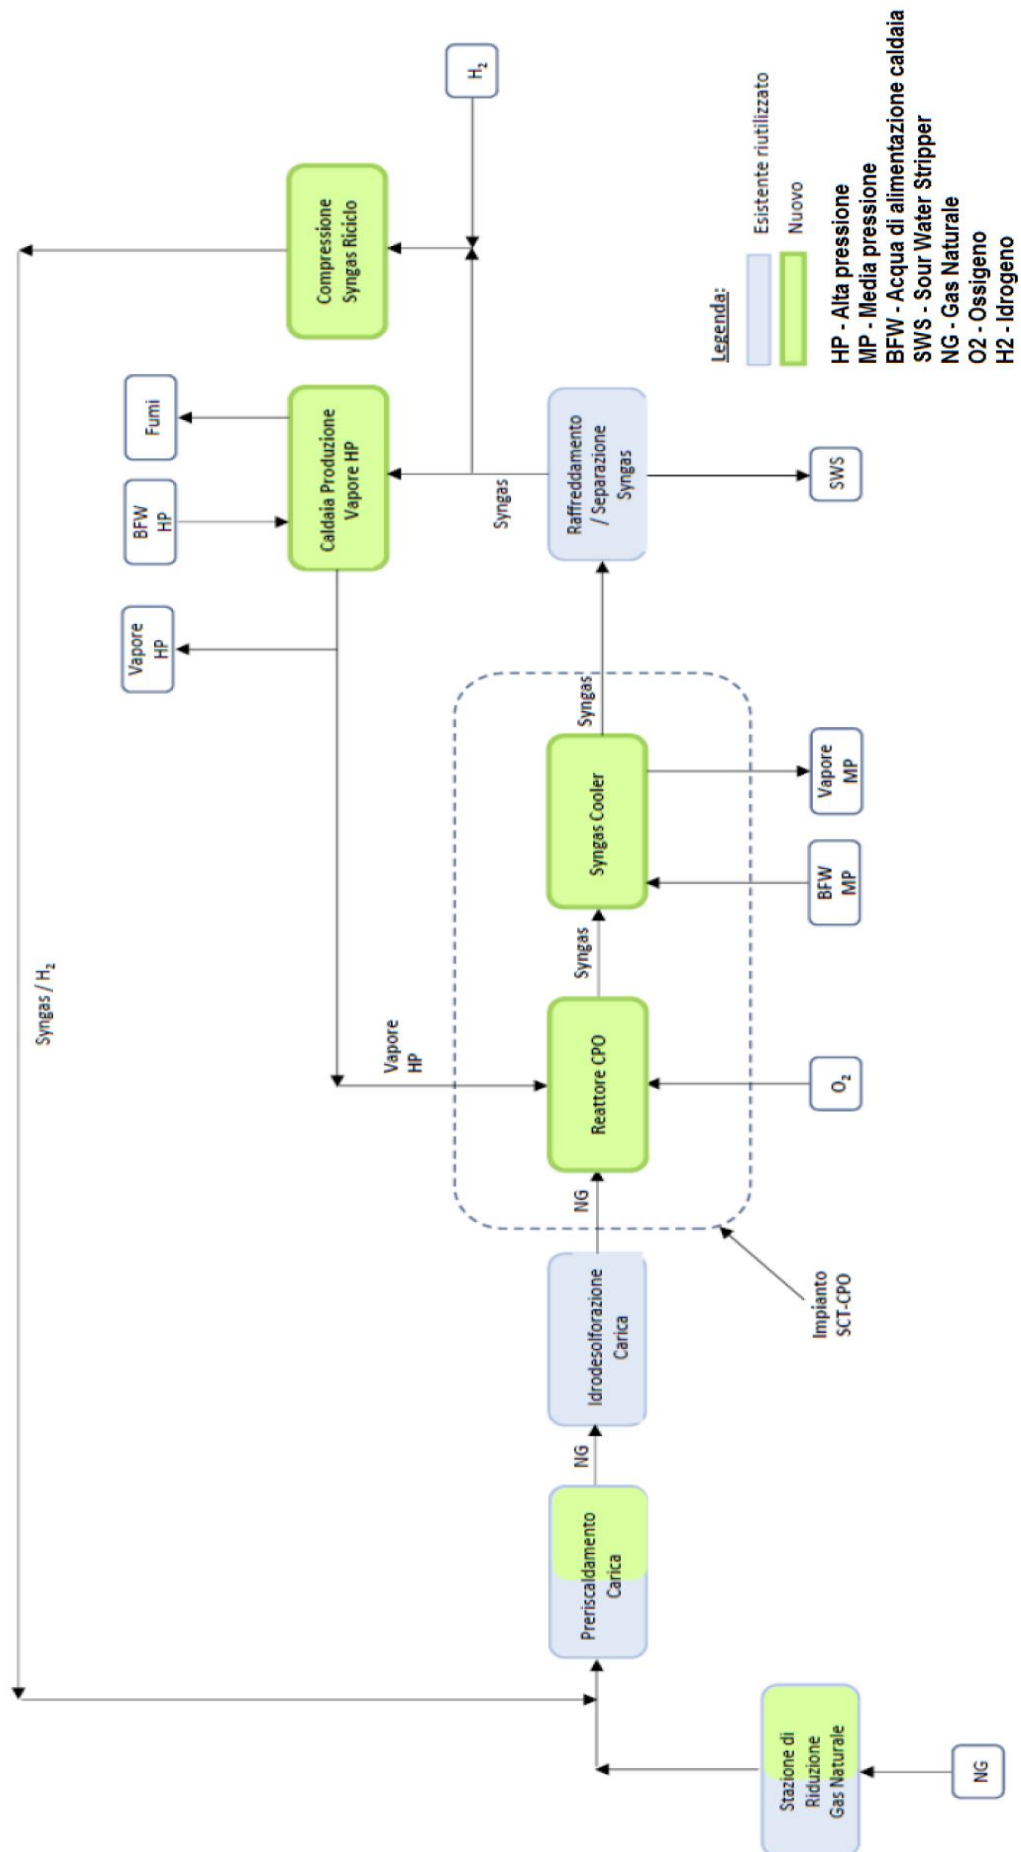 Syngas / H₂
Vapore
HP
BFW
HP
Fumi
Caldaia Produzione
Vapore HP
Compressione
Syngas Riciclo
H₂
Vapore
HP
Syngas
NG
Stazione di
Riduzione
Gas Naturale
Preriscaldamento
Carica
NG
Idrodesolforazione
Carica
NG
Reattore CPO
Syngas
Syngas Cooler
Syngas
Raffreddamento
/ Separazione
Syngas
Impianto
SCT-CPO
O₂
BFW
MP
Vapore
MP
SWS
Legenda:
Esistente riutilizzato
Nuovo
HP - Alta pressione
MP - Media pressione
BFW - Acqua di alimentazione caldaia
SWS - Sour Water Stripper
NG - Gas Naturale
O2 - Ossigeno
H2 - Idrogeno